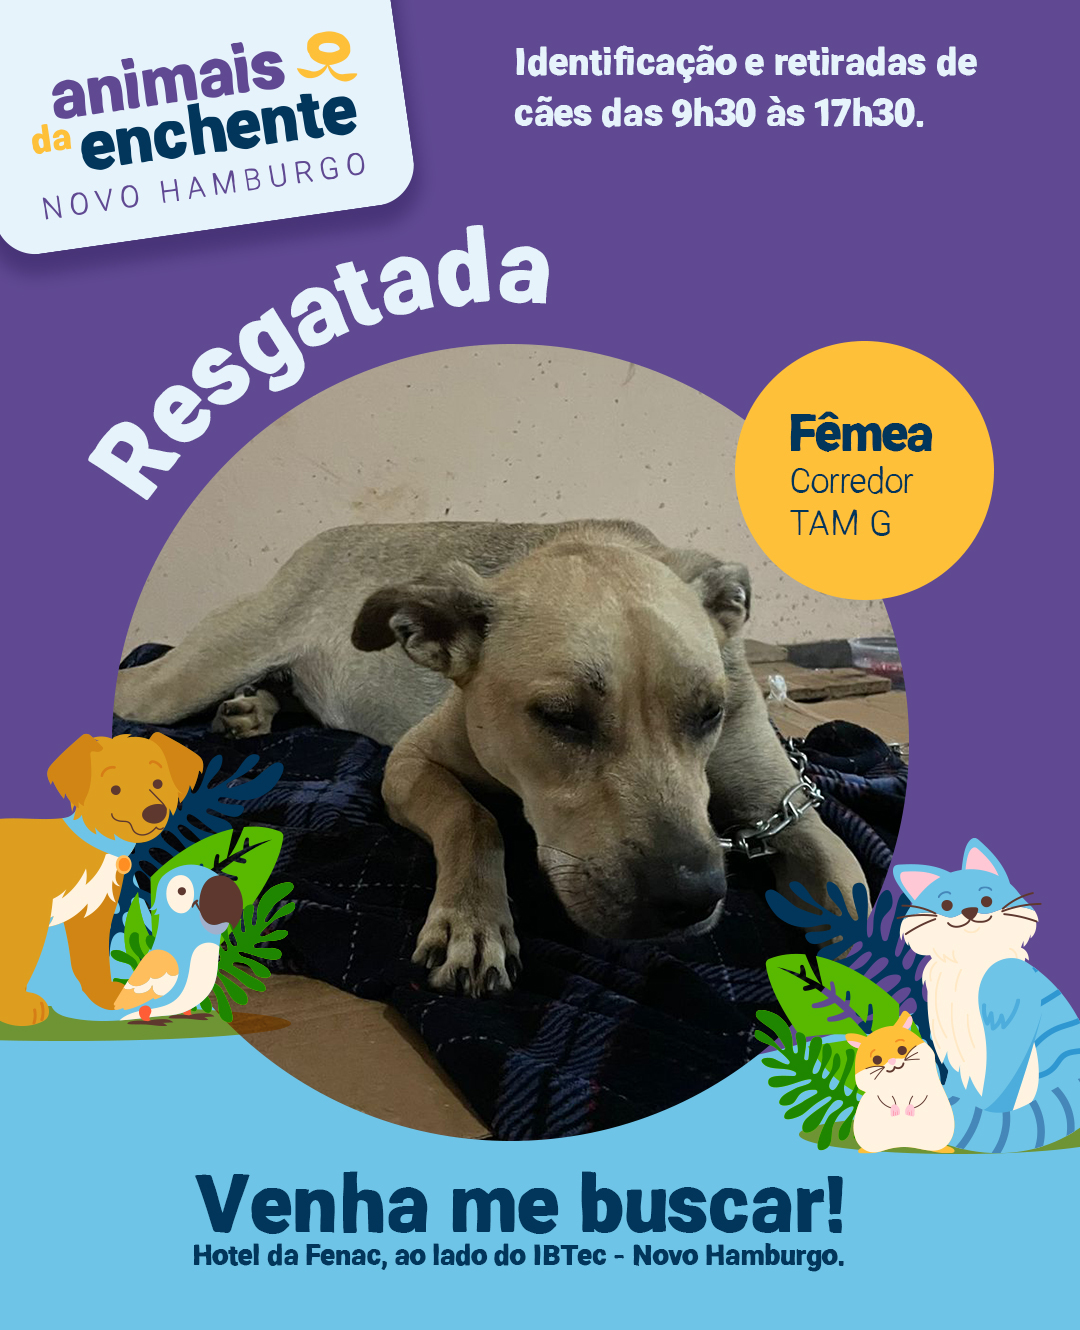 animais
da enchente
NOVO HAMBURGO
Identificação e retiradas de
cães das 9h30 às 17h30.
Resgatada
Fêmea
Corredor
TAM G
Venha me buscar!
Hotel da Fenac, ao lado do IBTec - Novo Hamburgo.